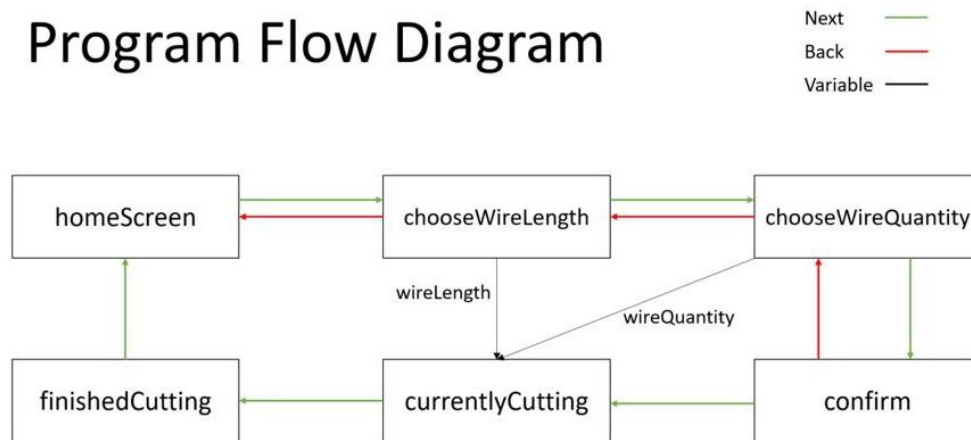 Program Flow Diagram
Next
Back
Variable
homeScreen
chooseWireLength
chooseWireQuantity
wireLength
wireQuantity
finishedCutting
currentlyCutting
confirm